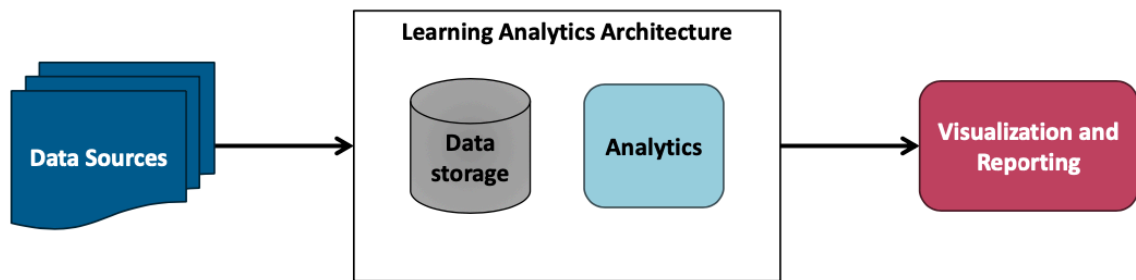 Learning Analytics Architecture
Data Sources
Data
storage
Analytics
Visualization and
Reporting